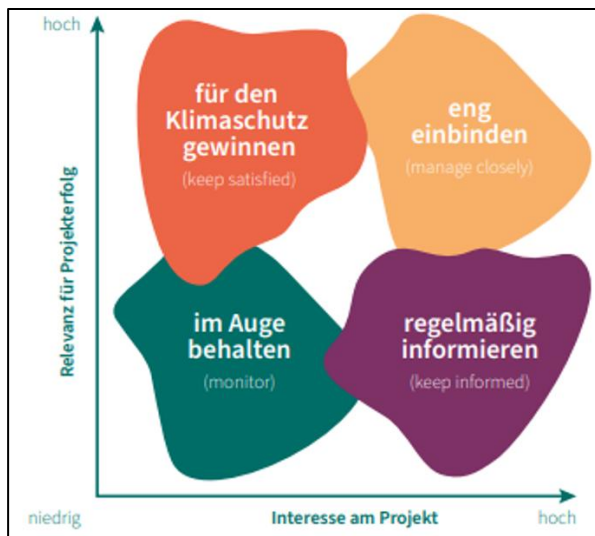 hoch
für den
Klimaschutz
gewinnen
(keep satisfied)
eng
einbinden
(manage closely)
Relevanz für Projekterfolg
im Auge
behalten
(monitor)
regelmäßig
informieren
(keep informed)
niedrig
Interesse am Projekt
hoch